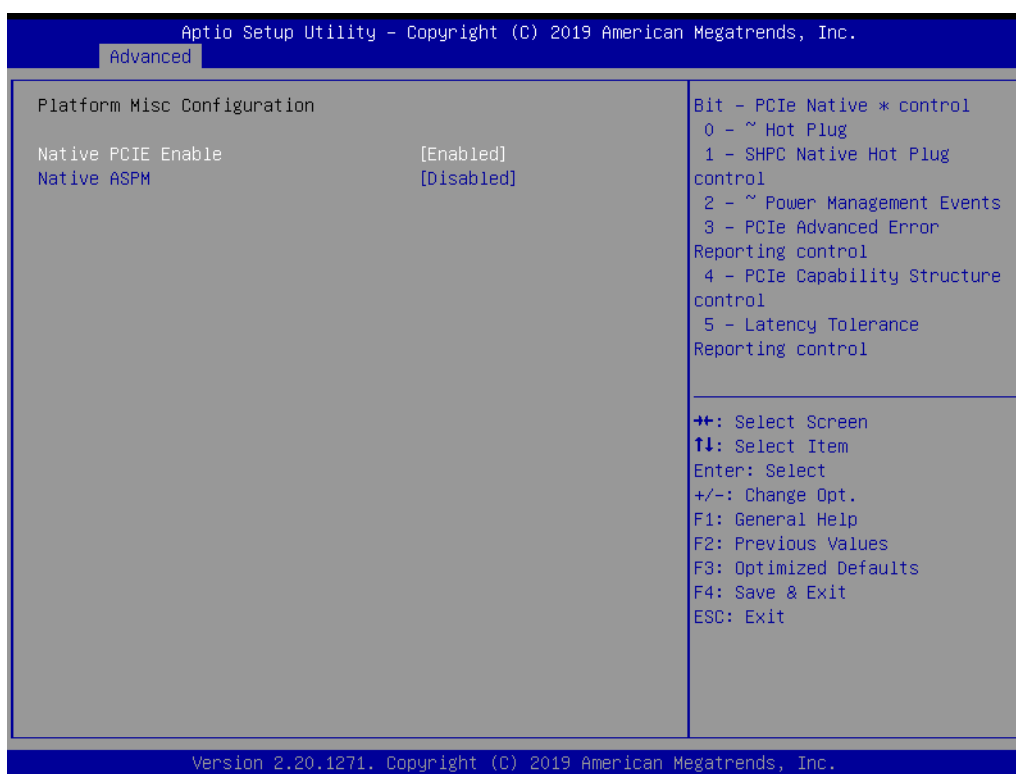 Aptio Setup Utility – Copyright (C) 2019 American Megatrends, Inc.
Advanced
Platform Misc Configuration
Native PCIE Enable [Enabled]
Native ASPM [Disabled]
Bit – PCIe Native * control
0 – ~ Hot Plug
1 – SHPC Native Hot Plug
control
2 – ~ Power Management Events
3 – PCIe Advanced Error
Reporting control
4 – PCIe Capability Structure
control
5 – Latency Tolerance
Reporting control
→←: Select Screen
↑↓: Select Item
Enter: Select
+/-: Change Opt.
F1: General Help
F2: Previous Values
F3: Optimized Defaults
F4: Save & Exit
ESC: Exit
Version 2.20.1271. Copyright (C) 2019 American Megatrends, Inc.